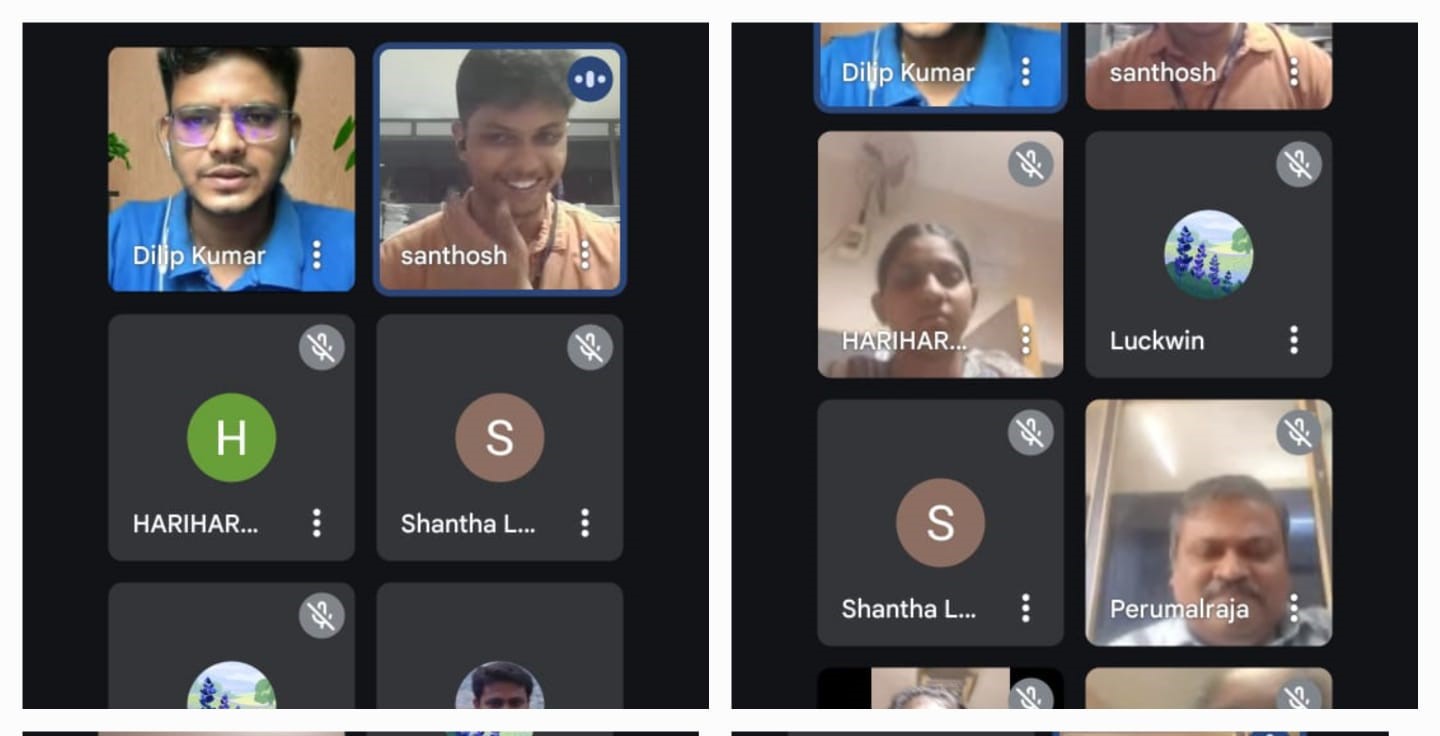 Dilip Kumar
santhosh
H
S
HARIHAR...
Shantha L...
Dilip Kumar
santhosh
HARIHAR...
Luckwin
S
Shantha L...
Perumalraja